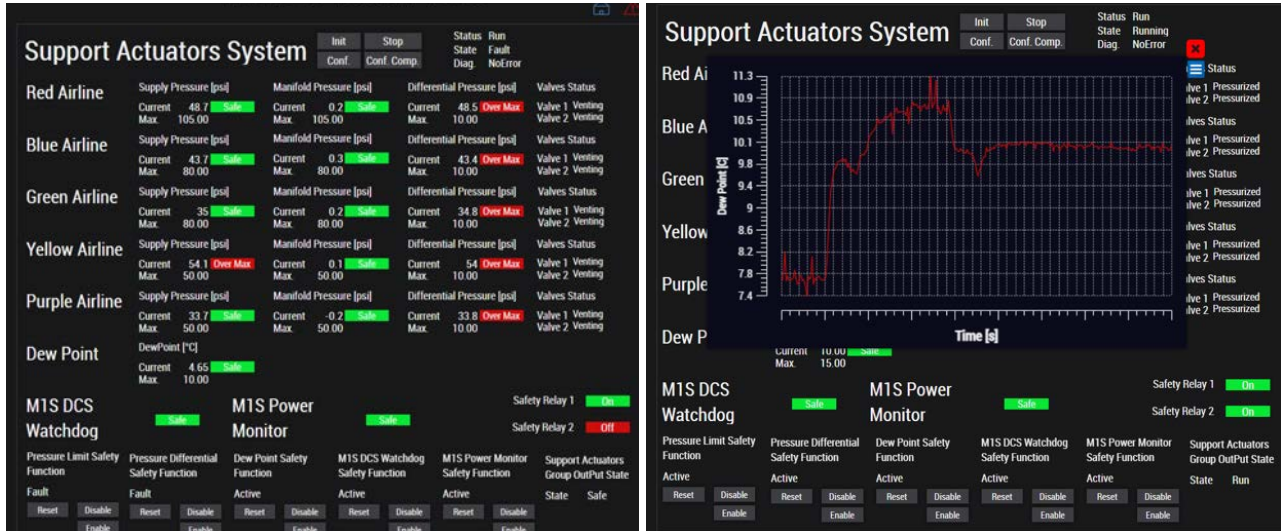 Support Actuators System
Init Stop
Conf. Conf. Comp.
Status Run
State Fault
Diag. NoError
Red Airline
Supply Pressure [psi] Manifold Pressure [psi] Differential Pressure [psi] Valves Status
Current 48.7 Safe Current 0.2 Safe Current 48.5 Over Max Valve 1 Venting
Max. 105.00 Max. 105.00 Max. 10.00 Valve 2 Venting
Blue Airline
Supply Pressure [psi] Manifold Pressure [psi] Differential Pressure [psi] Valves Status
Current 43.7 Safe Current 0.3 Safe Current 43.4 Over Max Valve 1 Venting
Max. 80.00 Max. 80.00 Max. 10.00 Valve 2 Venting
Green Airline
Supply Pressure [psi] Manifold Pressure [psi] Differential Pressure [psi] Valves Status
Current 35 Safe Current 0.2 Safe Current 34.8 Over Max Valve 1 Venting
Max. 80.00 Max. 80.00 Max. 10.00 Valve 2 Venting
Yellow Airline
Supply Pressure [psi] Manifold Pressure [psi] Differential Pressure [psi] Valves Status
Current 54.1 Over Max Current 0.1 Safe Current 54 Over Max Valve 1 Venting
Max. 50.00 Max. 50.00 Max. 10.00 Valve 2 Venting
Purple Airline
Supply Pressure [psi] Manifold Pressure [psi] Differential Pressure [psi] Valves Status
Current 33.7 Safe Current -0.2 Safe Current 33.8 Over Max Valve 1 Venting
Max. 50.00 Max. 50.00 Max. 10.00 Valve 2 Venting
Dew Point
DewPoint [°C]
Current 4.65 Safe
Max. 10.00
M1S DCS
Watchdog
Safe
M1S Power
Monitor
Safe
Safety Relay 1 On
Safety Relay 2 Off
Pressure Limit Safety Function
Pressure Differential Safety Function
Dew Point Safety Function
M1S DCS Watchdog Safety Function
M1S Power Monitor Safety Function
Support Actuators Group OutPut State
Fault Fault Active Active Active State Safe
Reset Disable Reset Disable Reset Disable Reset Disable Reset Disable
Enable Enable Enable Enable Enable
Support Actuators System
Init Stop
Conf. Conf. Comp.
Status Run
State Running
Diag. NoError
Red Ai
Status
alve 1 Pressurized
alve 2 Pressurized
Blue A
alves Status
alve 1 Pressurized
alve 2 Pressurized
Green
alves Status
alve 1 Pressurized
alve 2 Pressurized
Yellow
alves Status
alve 1 Pressurized
alve 2 Pressurized
Purple
alves Status
alve 1 Pressurized
alve 2 Pressurized
Dew Point [C]
11.3
10.9
10.5
10.1
9.8
9.4
9
8.6
8.2
7.8
7.4
Time [s]
Dew P
Current 10.00 Safe
Max. 15.00
M1S DCS
Watchdog
Safe
M1S Power
Monitor
Safe
Safety Relay 1 On
Safety Relay 2 On
Pressure Limit Safety Function
Pressure Differential Safety Function
Dew Point Safety Function
M1S DCS Watchdog Safety Function
M1S Power Monitor Safety Function
Support Actuators Group OutPut State
Active Active Active Active Active State Run
Reset Disable Reset Disable Reset Disable Reset Disable Reset Disable
Enable Enable Enable Enable Enable